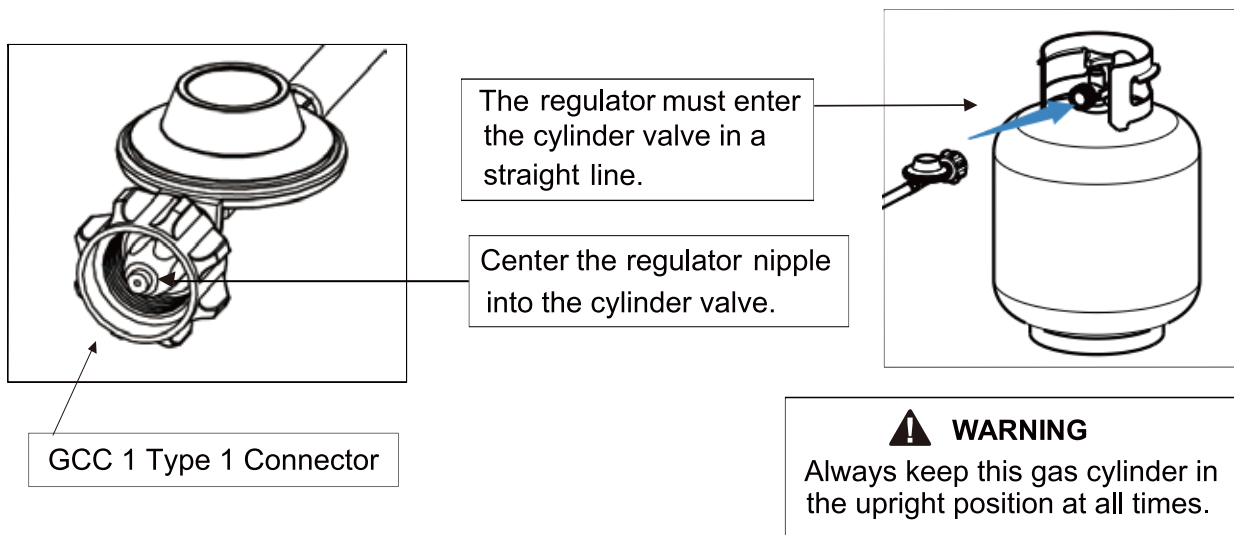 The regulator must enter
the cylinder valve in a
straight line.
Center the regulator nipple
into the cylinder valve.
GCC 1 Type 1 Connector
WARNING
Always keep this gas cylinder in
the upright position at all times.